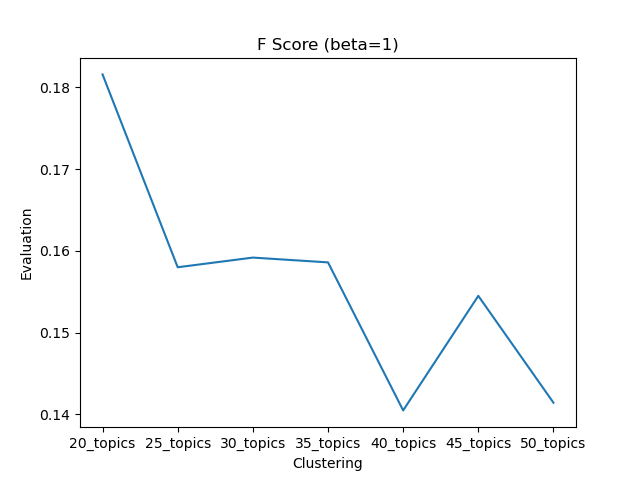 F Score (beta=1)
0.18
0.17
0.16
0.15
0.14
Evaluation
20_topics 25_topics 30_topics 35_topics 40_topics 45_topics 50_topics
Clustering